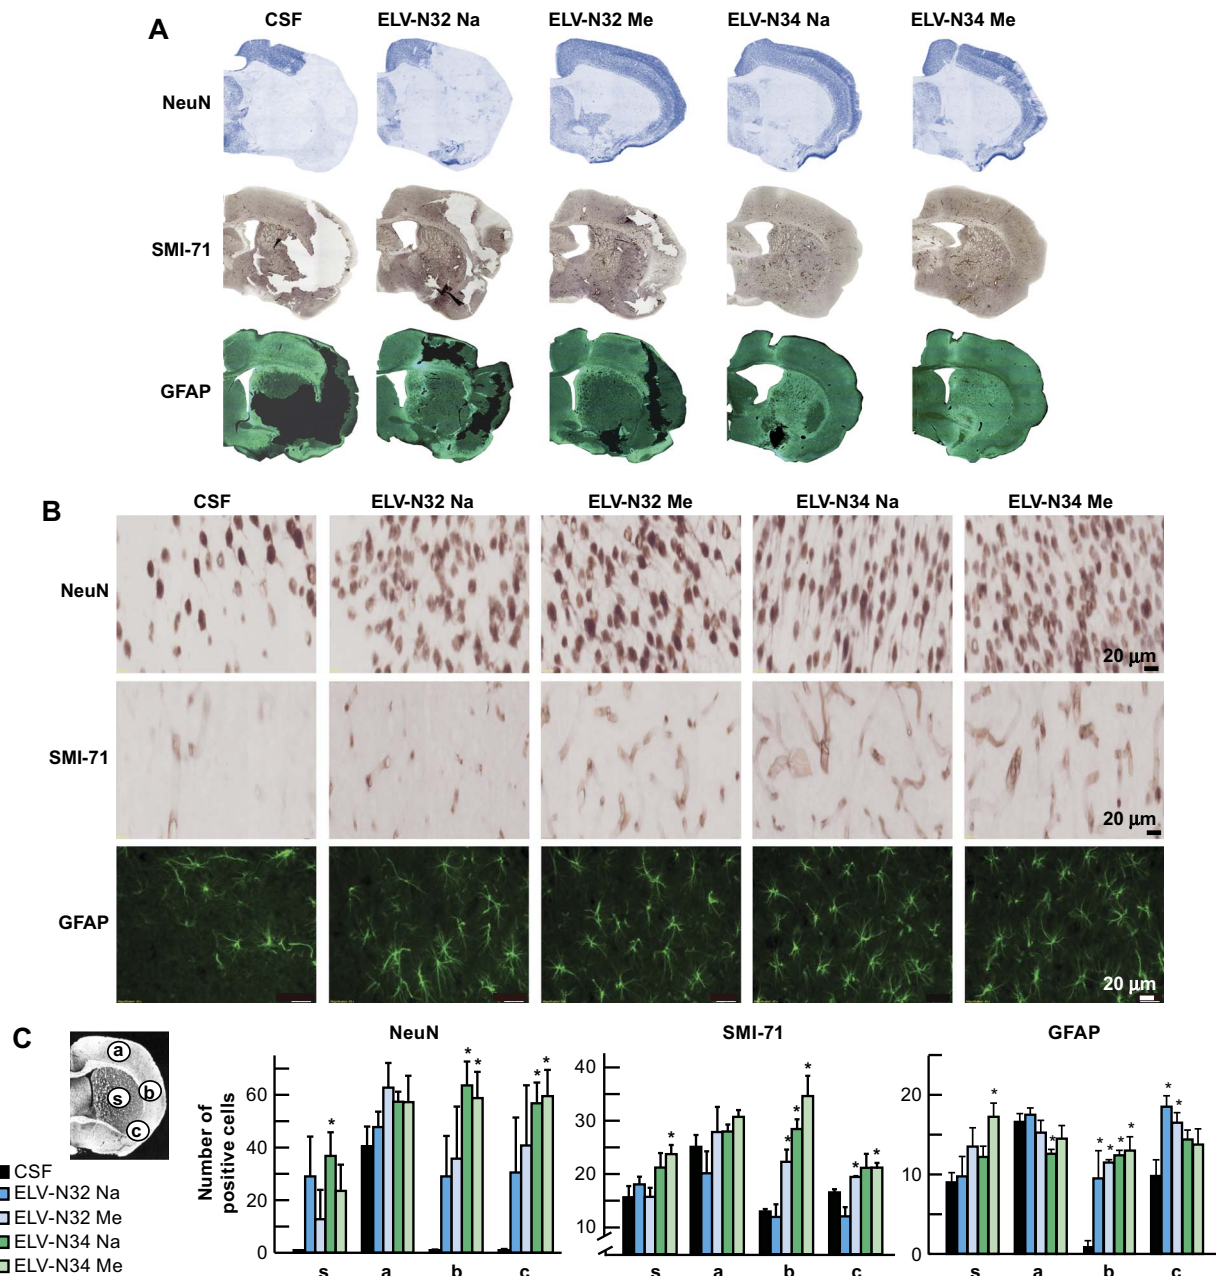 A
CSF ELV-N32 Na ELV-N32 Me ELV-N34 Na ELV-N34 Me
NeuN
SMI-71
GFAP
B
CSF ELV-N32 Na ELV-N32 Me ELV-N34 Na ELV-N34 Me
NeuN
20 μm
SMI-71
20 μm
GFAP
20 μm
C
a
b
s
c
CSF
ELV-N32 Na
ELV-N32 Me
ELV-N34 Na
ELV-N34 Me
NeuN
Number of
positive cells
60
40
20
0
* * * * *
s a b c
SMI-71
40
30
20
10
* * * * * *
s a b c
GFAP
20
10
0
* * * * * * * *
s a b c